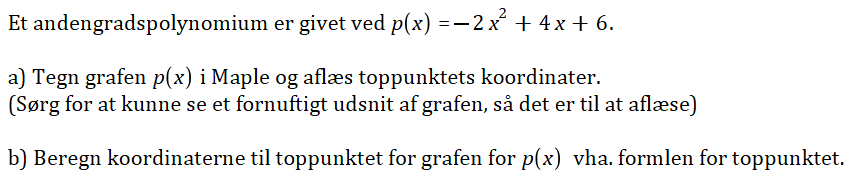 Et andengradspolynomium er givet ved p(x) = −2x² + 4x + 6.
a) Tegn grafen p(x) i Maple og aflæs toppunktets koordinater.
(Sørg for at kunne se et fornuftigt udsnit af grafen, så det er til at aflæse)
b) Beregn koordinaterne til toppunktet for grafen for p(x) vha. formlen for toppunktet.